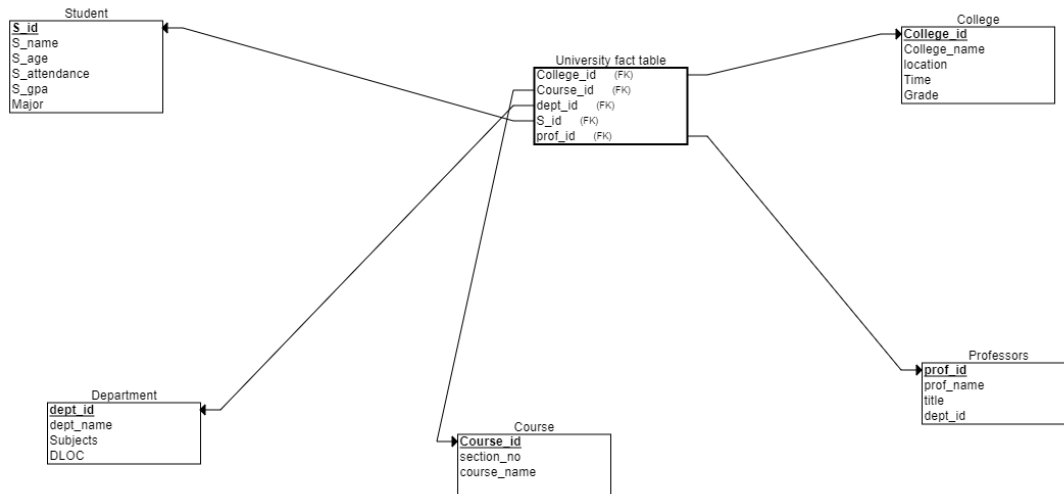 Student
S_id
S_name
S_age
S_attendance
S_gpa
Major
University fact table
College_id (FK)
Course_id (FK)
dept_id (FK)
S_id (FK)
prof_id (FK)
College
College_id
College_name
location
Time
Grade
Department
dept_id
dept_name
Subjects
DLOC
Course
Course_id
section_no
course_name
Professors
prof_id
prof_name
title
dept_id